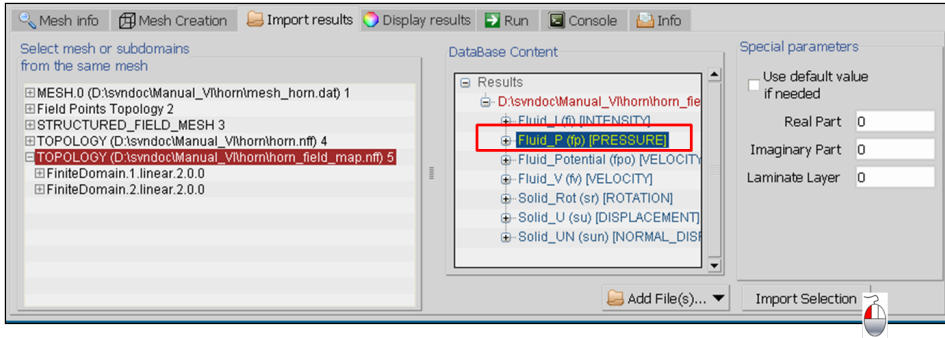 Mesh info Mesh Creation Import results Display results Run Console Info
Select mesh or subdomains
from the same mesh
MESH.0 (D:\svndoc\Manual_VI\horn\mesh_horn.dat) 1
Field Points Topology 2
STRUCTURED_FIELD_MESH 3
TOPOLOGY (D:\svndoc\Manual_VI\horn\horn.nff) 4
TOPOLOGY (D:\svndoc\Manual_VI\horn\horn_field_map.nff) 5
FiniteDomain.1.linear.2.0.0
FiniteDomain.2.linear.2.0.0
DataBase Content
Results
D:\svndoc\Manual_VI\horn\horn_fie
Fluid_I (fi) [INTENSITY]
Fluid_P (fp) [PRESSURE]
Fluid_Potential (fpo) [VELOCITY
Fluid_V (fv) [VELOCITY]
Solid_Rot (sr) [ROTATION]
Solid_U (su) [DISPLACEMENT]
Solid_UN (sun) [NORMAL_DISF
Add File(s)...
Special parameters
Use default value
if needed
Real Part 0
Imaginary Part 0
Laminate Layer 0
Import Selection